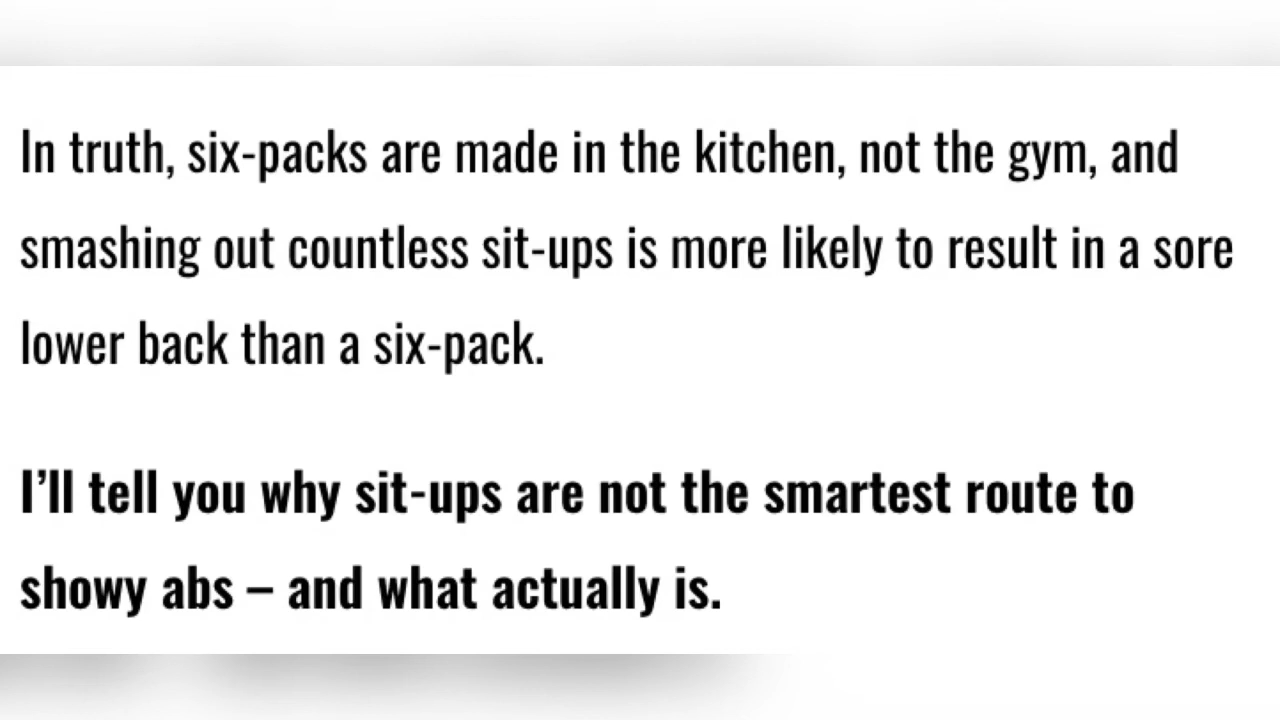 In truth, six-packs are made in the kitchen, not the gym, and
smashing out countless sit-ups is more likely to result in a sore
lower back than a six-pack.
I’ll tell you why sit-ups are not the smartest route to
showy abs – and what actually is.